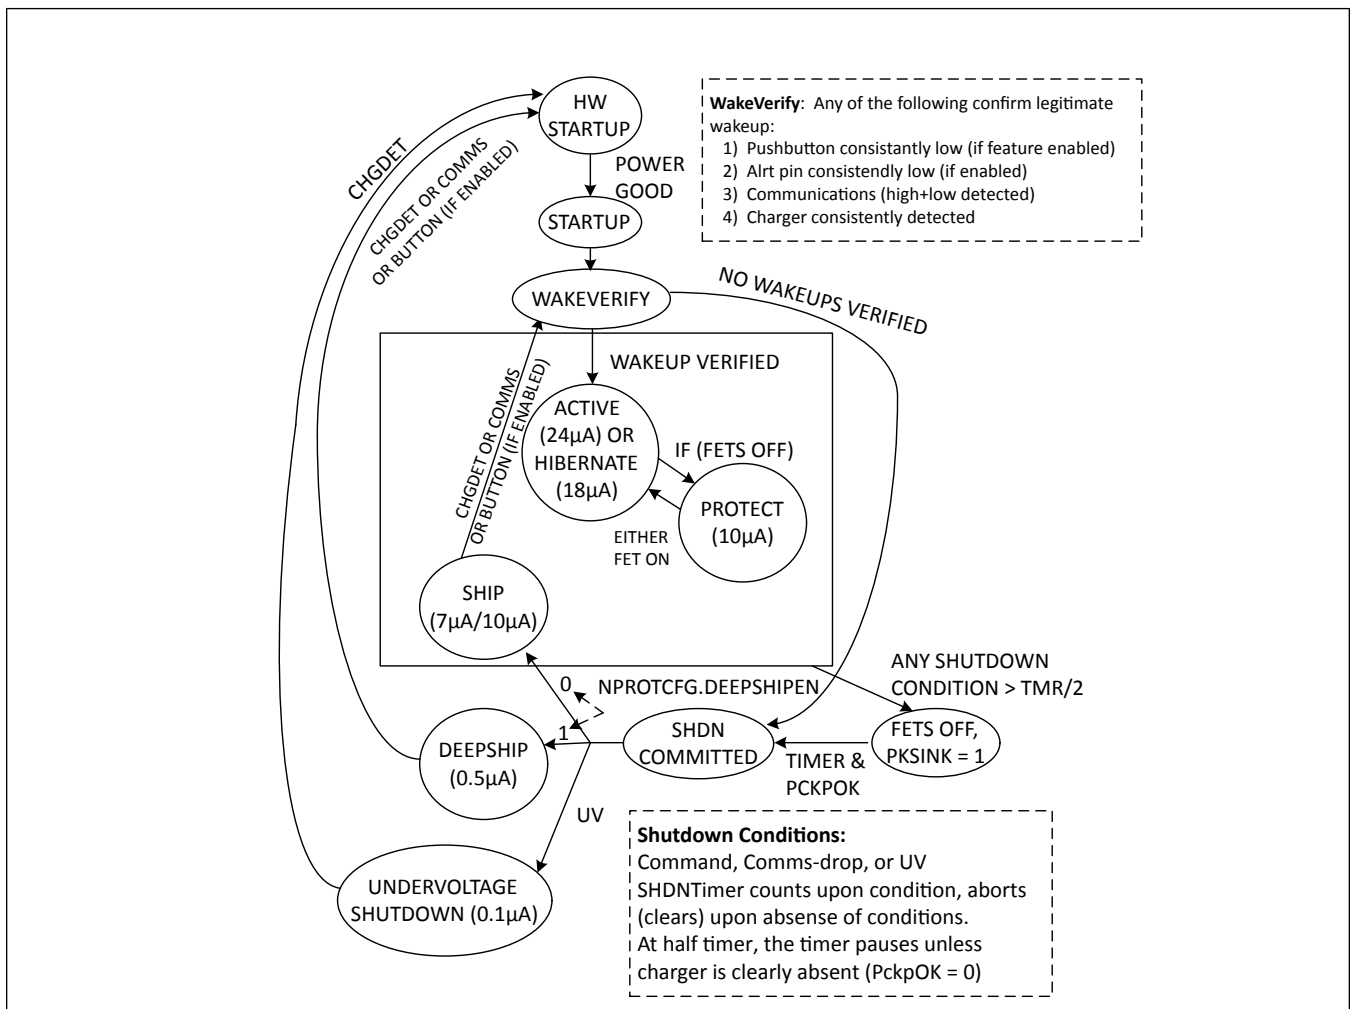 HW
STARTUP
POWER
GOOD
STARTUP
WAKEVERIFY
WakeVerify:  Any of the following confirm legitimate
wakeup:
1) Pushbutton consistantly low (if feature enabled)
2) Alrt pin consistendly low (if enabled)
3) Communications (high+low detected)
4) Charger consistently detected
CHGDET
CHGDET OR COMMS
OR BUTTON (IF ENABLED)
NO WAKEUPS VERIFIED
WAKEUP VERIFIED
CHGDET OR COMMS
OR BUTTON (IF ENABLED)
ACTIVE
(24µA) OR
HIBERNATE
(18µA)
IF (FETS OFF)
PROTECT
(10µA)
EITHER
FET ON
SHIP
(7µA/10µA)
ANY SHUTDOWN
CONDITION > TMR/2
0
NPROTCFG.DEEPSHIPEN
1
DEEPSHIP
(0.5µA)
SHDN
COMMITTED
TIMER &
PCKPOK
FETS OFF,
PKSINK = 1
UV
UNDERVOLTAGE
SHUTDOWN (0.1µA)
Shutdown Conditions:
Command, Comms-drop, or UV
SHDNTimer counts upon condition, aborts
(clears) upon absense of conditions.
At half timer, the timer pauses unless
charger is clearly absent (PckpOK = 0)